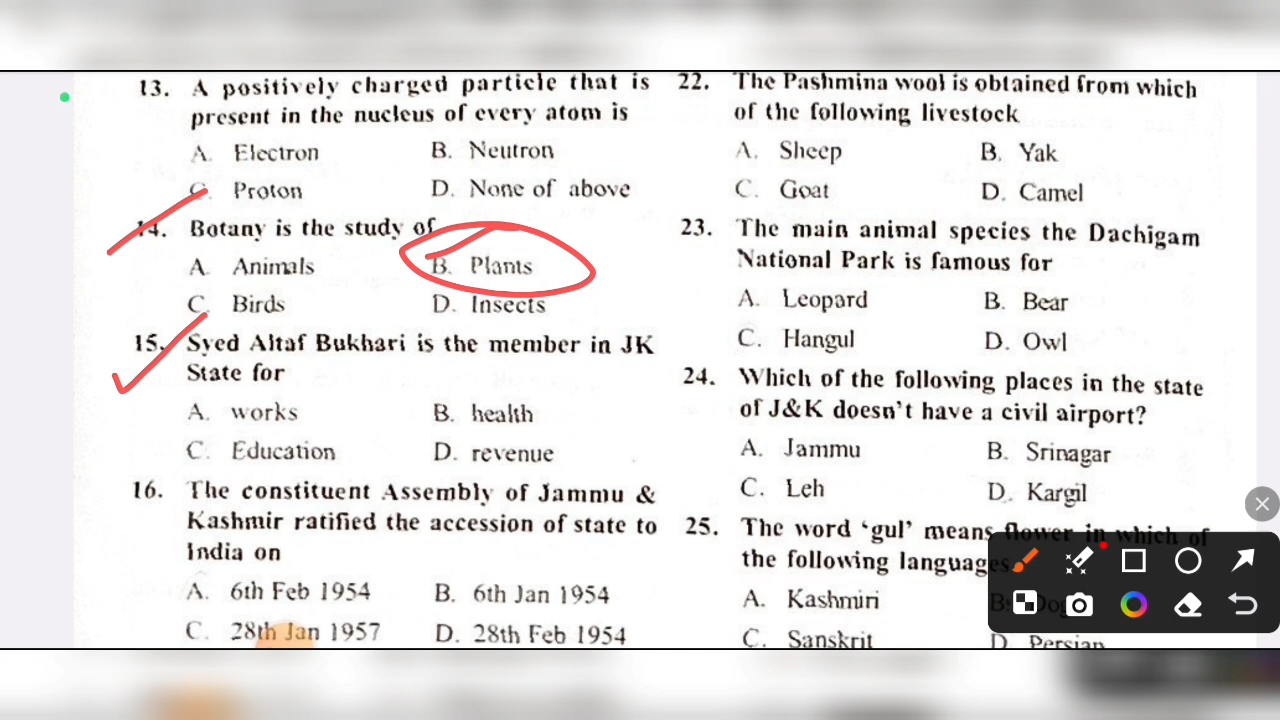 13. A positively charged particle that is
present in the nucleus of every atom is
A. Electron B. Neutron
C. Proton D. None of above
14. Botany is the study of
A. Animals B. Plants
C. Birds D. Insects
15. Syed Altaf Bukhari is the member in JK
State for
A. works B. health
C. Education D. revenue
16. The constituent Assembly of Jammu &
Kashmir ratified the accession of state to
India on
A. 6th Feb 1954 B. 6th Jan 1954
C. 28th Jan 1957 D. 28th Feb 1954
22. The Pashmina wool is obtained from which
of the following livestock
A. Sheep B. Yak
C. Goat D. Camel
23. The main animal species the Dachigam
National Park is famous for
A. Leopard B. Bear
C. Hangul D. Owl
24. Which of the following places in the state
of J&K doesn't have a civil airport?
A. Jammu B. Srinagar
C. Leh D. Kargil
25. The word 'gul' means flower in which of
the following languages
A. Kashmiri B.
C. Sanskrit D. Persian